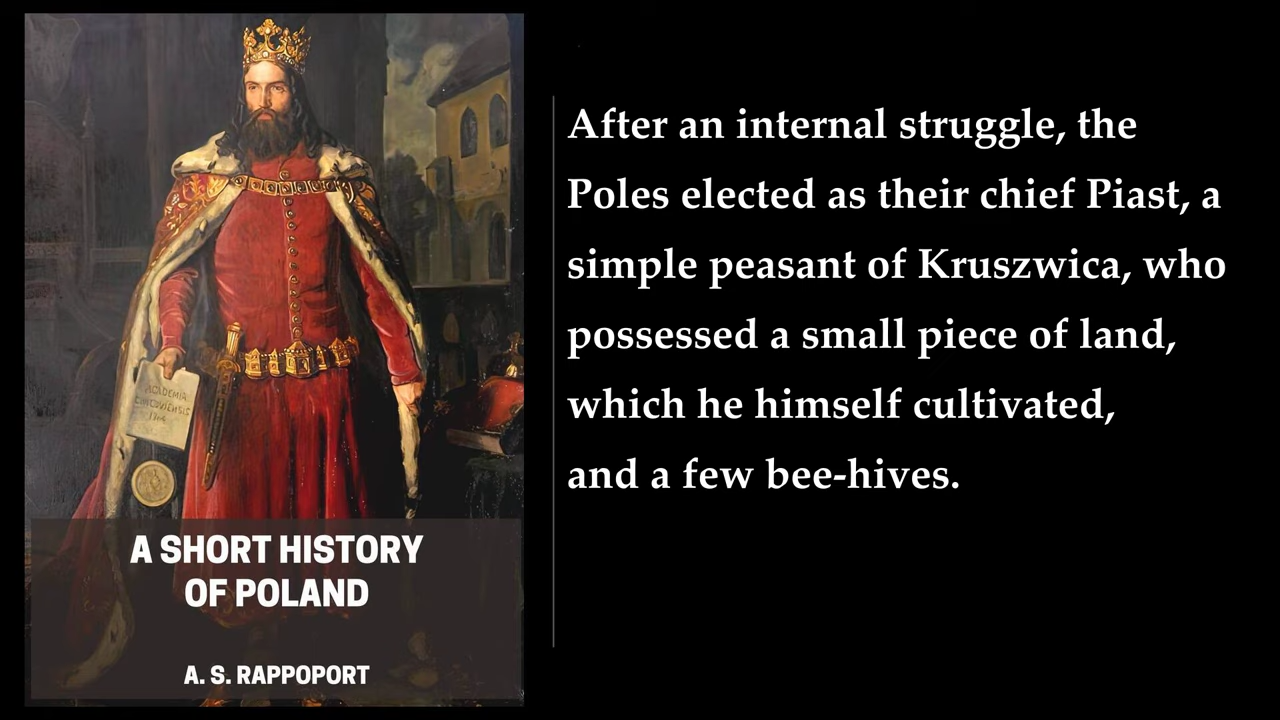 ACADEMIA
A SHORT HISTORY
OF POLAND
A. S. RAPPOPORT
After an internal struggle, the
Poles elected as their chief Piast, a
simple peasant of Kruszwica, who
possessed a small piece of land,
which he himself cultivated,
and a few bee-hives.